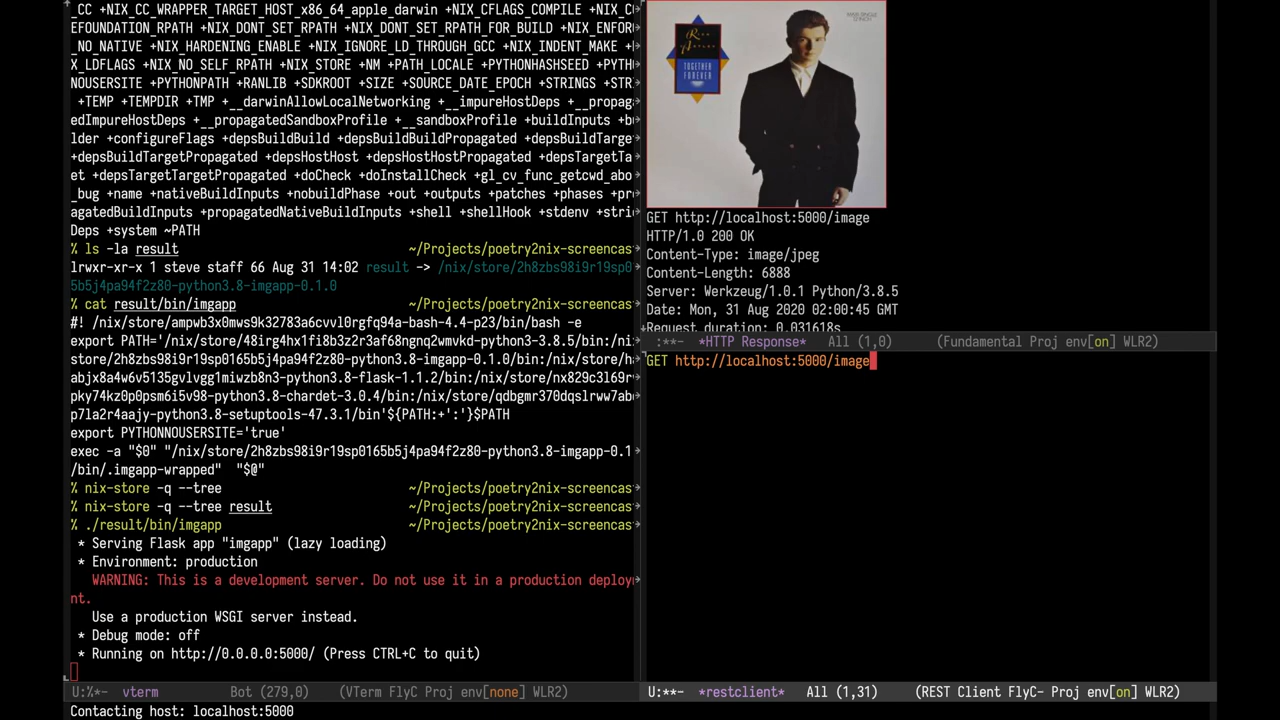 _CC +NIX_CC_WRAPPER_TARGET_HOST_x86_64_apple_darwin +NIX_CFLAGS_COMPILE +NIX_C
EFOUNDATION_RPATH +NIX_DONT_SET_RPATH +NIX_DONT_SET_RPATH_FOR_BUILD +NIX_ENFOR
_NO_NATIVE +NIX_HARDENING_ENABLE +NIX_IGNORE_LD_THROUGH_GCC +NIX_INDENT_MAKE +
X_LDFLAGS +NIX_NO_SELF_RPATH +NIX_STORE +NM +PATH_LOCALE +PYTHONHASHSEED +PYTH
NOUSERSITE +PYTHONPATH +RANLIB +SDKROOT +SIZE +SOURCE_DATE_EPOCH +STRINGS +STR
+TEMP +TEMPDIR +TMP +__darwinAllowLocalNetworking +__impureHostDeps +__propag
edImpureHostDeps +__propagatedSandboxProfile +__sandboxProfile +buildInputs +b
lder +configureFlags +depsBuildBuild +depsBuildBuildPropagated +depsBuildTarge
+depsBuildTargetPropagated +depsHostHost +depsHostHostPropagated +depsTargetTa
et +depsTargetTargetPropagated +doCheck +doInstallCheck +gl_cv_func_getcwd_abo
_bug +name +nativeBuildInputs +nobuildPhase +out +outputs +patches +phases +pr
pagatedBuildInputs +propagatedNativeBuildInputs +shell +shellHook +stdenv +stri
Deps +system ~PATH
% ls -la result ~/Projects/poetry2nix-screencas
lrwxr-xr-x 1 steve staff 66 Aug 31 14:02 result -> /nix/store/2h8zbs98i9r19sp0
5b5j4pa94f2z80-python3.8-imgapp-0.1.0
% cat result/bin/imgapp ~/Projects/poetry2nix-screencas
#! /nix/store/ampwb3x0mws9k32783a6cvvl0rgfq94a-bash-4.4-p23/bin/bash -e
export PATH='/nix/store/48irg4hx1fi8b3z2r3af68ngnq2wmvkd-python3-3.8.5/bin:/ni
store/2h8zbs98i9r19sp0165b5j4pa94f2z80-python3.8-imgapp-0.1.0/bin:/nix/store/h
abjx8a4w6v5135gvlvgg1miwzb8n3-python3.8-flask-1.1.2/bin:/nix/store/nx829c3l69r
pky74kz0p0psm6i5v98-python3.8-chardet-3.0.4/bin:/nix/store/qdbgmr370dqslrww7ab
p7la2r4aajy-python3.8-setuptools-47.3.1/bin'${PATH:+':'}$PATH
export PYTHONNOUSERSITE='true'
exec -a "$0" "/nix/store/2h8zbs98i9r19sp0165b5j4pa94f2z80-python3.8-imgapp-0.1
/bin/.imgapp-wrapped" "$@"
% nix-store -q --tree ~/Projects/poetry2nix-screencas
% nix-store -q --tree result ~/Projects/poetry2nix-screencas
% ./result/bin/imgapp ~/Projects/poetry2nix-screencas
* Serving Flask app "imgapp" (lazy loading)
* Environment: production
WARNING: This is a development server. Do not use it in a production deploy
nt.
Use a production WSGI server instead.
* Debug mode: off
* Running on http://0.0.0.0:5000/ (Press CTRL+C to quit)
U:%*- vterm Bot (279,0) (VTerm FlyC Proj env[none] WLR2)
Contacting host: localhost:5000
TOGETHER
FOREVER
GET http://localhost:5000/image
HTTP/1.0 200 OK
Content-Type: image/jpeg
Content-Length: 6888
Server: Werkzeug/1.0.1 Python/3.8.5
Date: Mon, 31 Aug 2020 02:00:45 GMT
Request duration: 0.031618s
:**- *HTTP Response* All (1,0) (Fundamental Proj env[on] WLR2)
GET http://localhost:5000/image
U:**- *restclient* All (1,31) (REST Client FlyC- Proj env[on] WLR2)